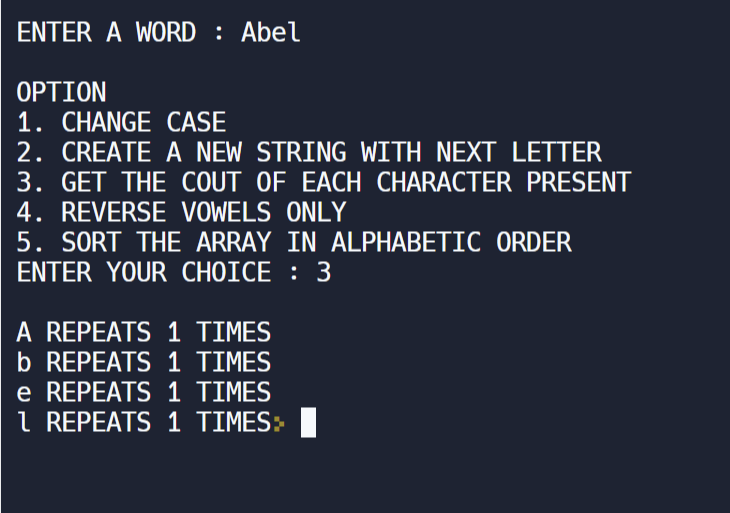 ENTER A WORD : Abel
OPTION
1. CHANGE CASE
2. CREATE A NEW STRING WITH NEXT LETTER
3. GET THE COUT OF EACH CHARACTER PRESENT
4. REVERSE VOWELS ONLY
5. SORT THE ARRAY IN ALPHABETIC ORDER
ENTER YOUR CHOICE : 3
A REPEATS 1 TIMES
b REPEATS 1 TIMES
e REPEATS 1 TIMES
l REPEATS 1 TIMES>